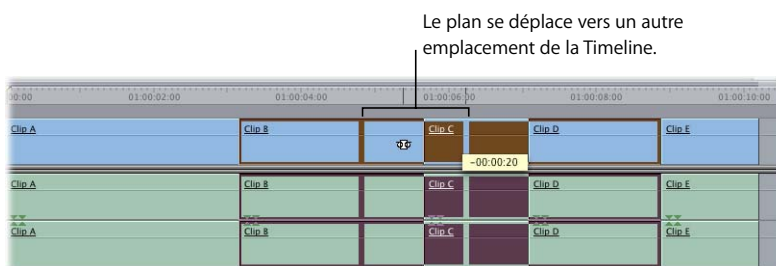 Le plan se déplace vers un autre
emplacement de la Timeline.
00:00 01:00:02:00 01:00:04:00 01:00:06:00 01:00:08:00 01:00:10:00
Clip A Clip B Clip C Clip D Clip E
-00:00:20
Clip A Clip B Clip C Clip D Clip E
Clip A Clip B Clip C Clip D Clip E